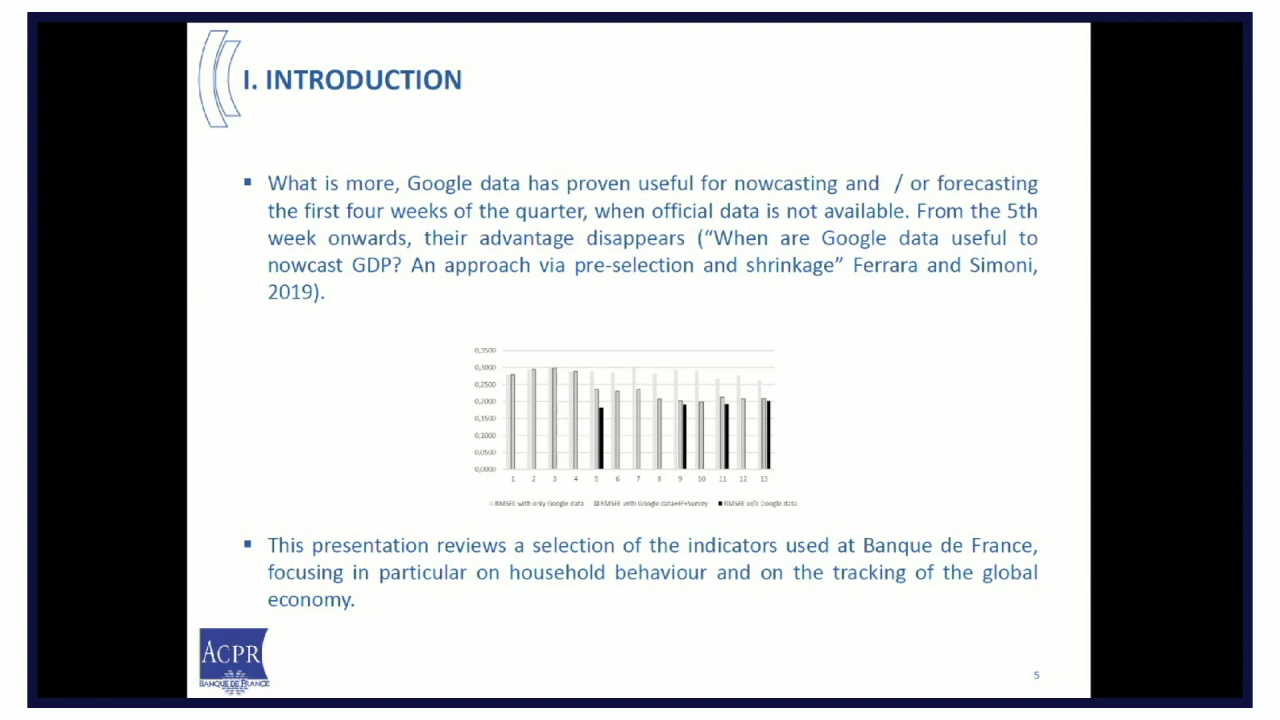 I. INTRODUCTION
▪ What is more, Google data has proven useful for nowcasting and / or forecasting
the first four weeks of the quarter, when official data is not available. From the 5th
week onwards, their advantage disappears (“When are Google data useful to
nowcast GDP? An approach via pre-selection and shrinkage” Ferrara and Simoni,
2019).
0,3500
0,3000
0,2500
0,2000
0,1500
0,1000
0,0500
0,0000
1 2 3 4 5 6 7 8 9 10 11 12 13
RMSFE with only Google data RMSFE with Google data+IP+Survey RMSFE w/o Google data
▪ This presentation reviews a selection of the indicators used at Banque de France,
focusing in particular on household behaviour and on the tracking of the global
economy.
ACPR
BANQUE DE FRANCE
5